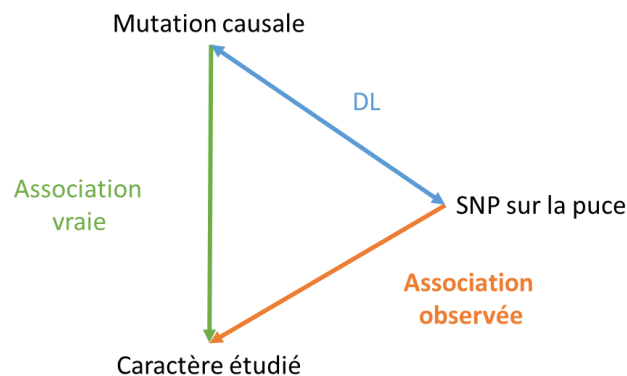 Mutation causale
DL
Association
vraie
SNP sur la puce
Association
observée
Caractère étudié